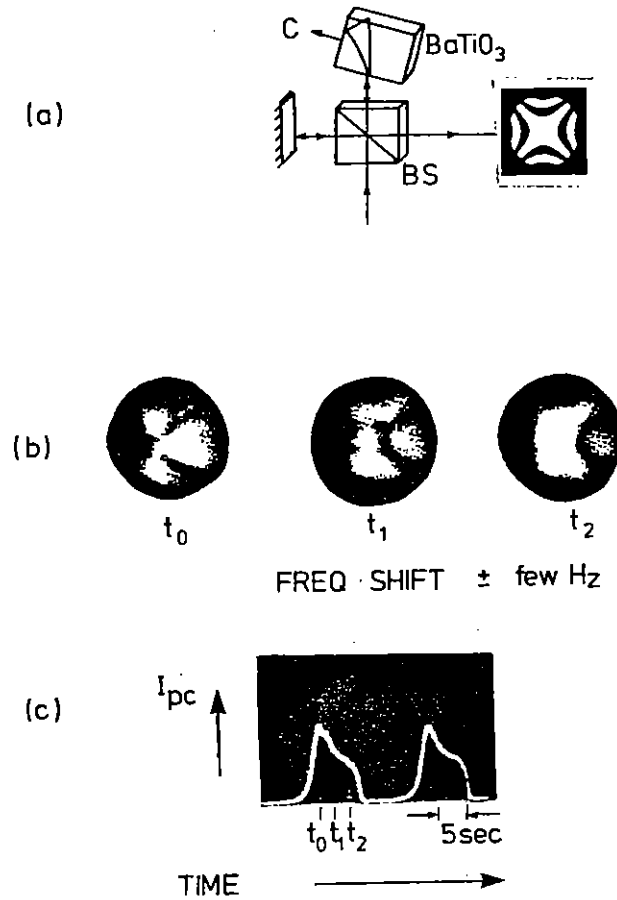 (a)
C
BaTiO3
BS
(b)
t0 t1 t2
FREQ SHIFT ± few Hz
(c)
Ipc
t0 t1 t2
5sec
TIME